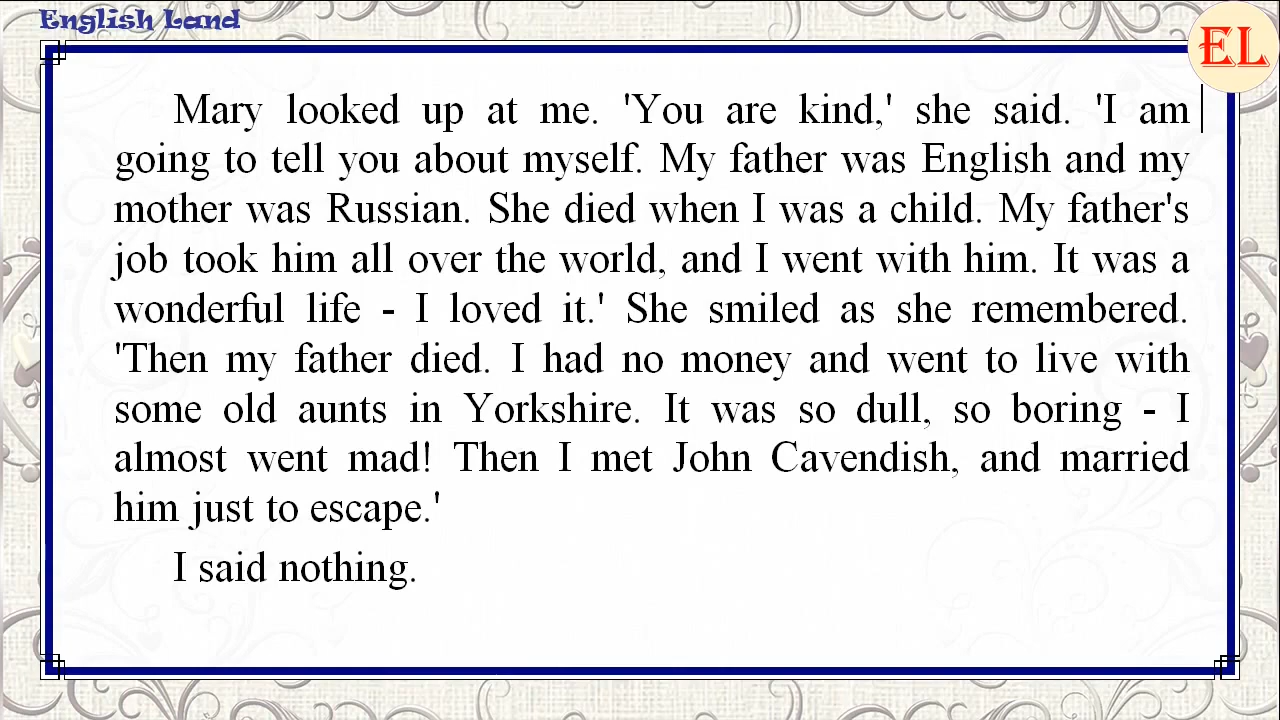 English Land
EL
Mary looked up at me. 'You are kind,' she said. 'I am
going to tell you about myself. My father was English and my
mother was Russian. She died when I was a child. My father's
job took him all over the world, and I went with him. It was a
wonderful life - I loved it.' She smiled as she remembered.
'Then my father died. I had no money and went to live with
some old aunts in Yorkshire. It was so dull, so boring - I
almost went mad! Then I met John Cavendish, and married
him just to escape.'
I said nothing.